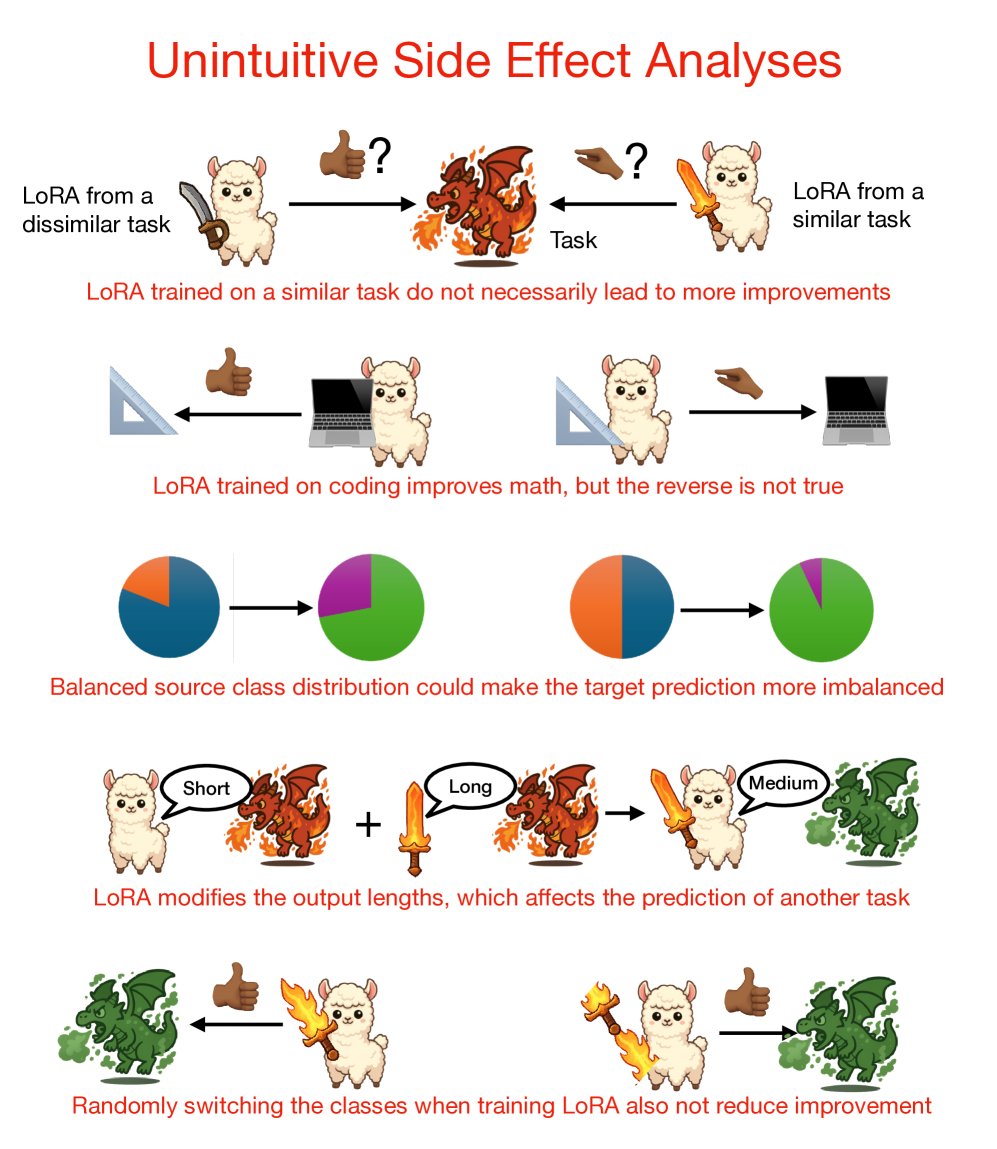 Unintuitive Side Effect Analyses
?
?
LoRA from a
dissimilar task
Task
LoRA from a
similar task
LoRA trained on a similar task do not necessarily lead to more improvements
LoRA trained on coding improves math, but the reverse is not true
Balanced source class distribution could make the target prediction more imbalanced
Short
+
Long
Medium
LoRA modifies the output lengths, which affects the prediction of another task
Randomly switching the classes when training LoRA also not reduce improvement